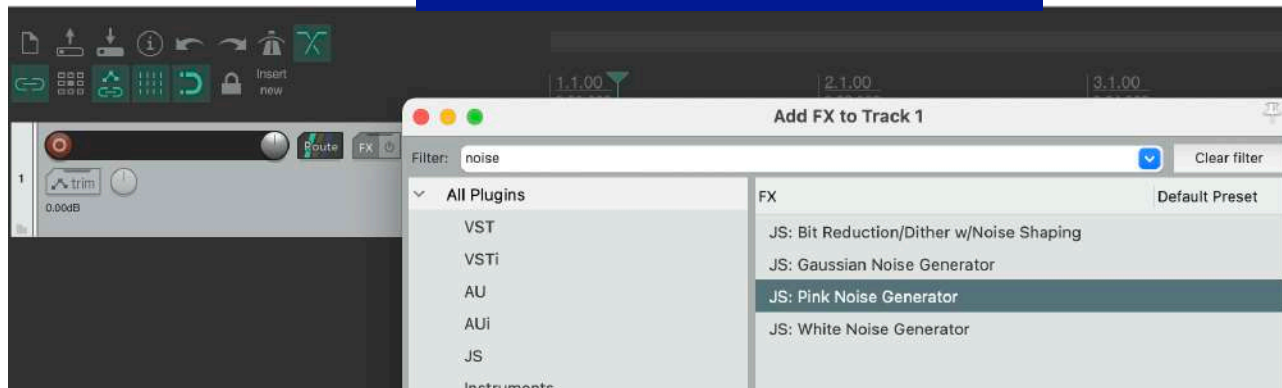 Insert
new
1.1.00
2.1.00
3.1.00
Add FX to Track 1
Route
FX
Filter:
noise
Clear filter
1
trim
0.00dB
All Plugins
FX
Default Preset
VST
JS: Bit Reduction/Dither w/Noise Shaping
VSTi
JS: Gaussian Noise Generator
AU
JS: Pink Noise Generator
AUi
JS: White Noise Generator
JS
Instruments